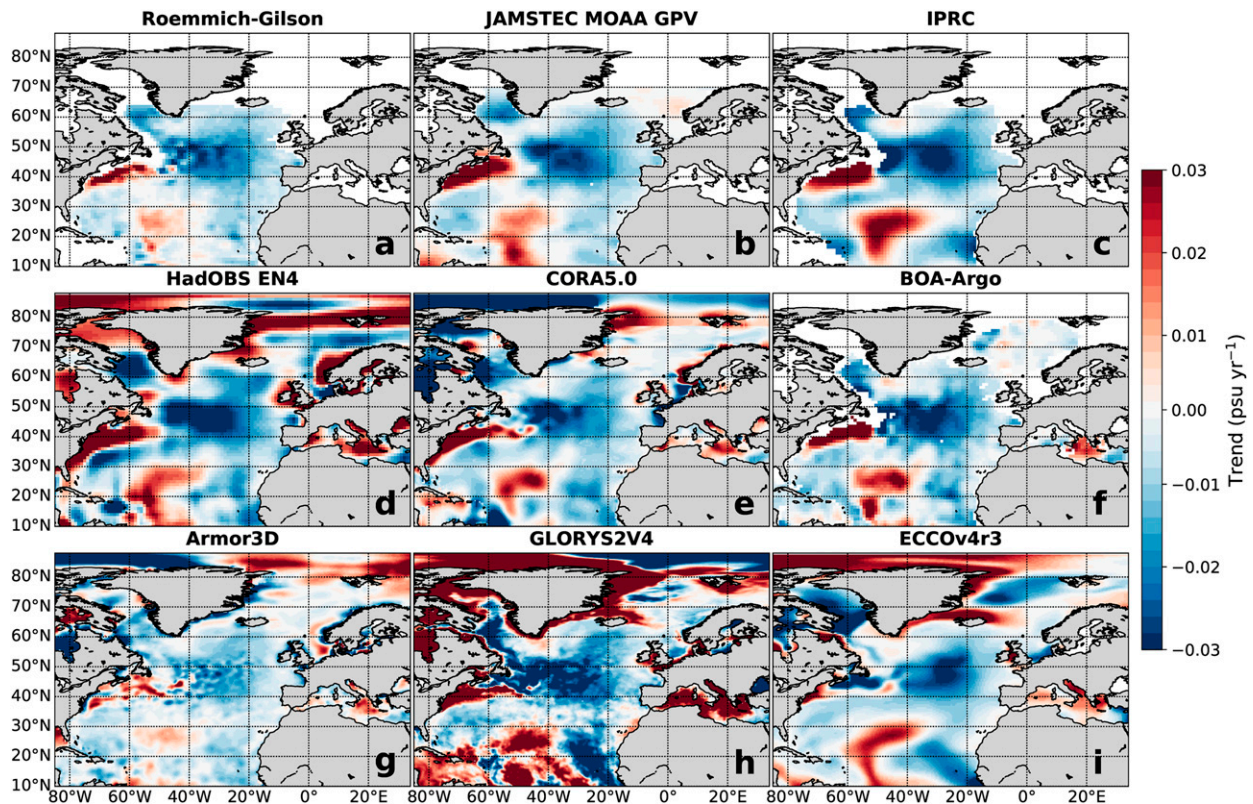 Roemmich-Gilson JAMSTEC MOAA GPV IPRC
80°N
70°N
60°N
50°N
40°N
30°N
20°N
10°N
a b c
HadOBS EN4 CORA5.0 BOA-Argo
80°N
70°N
60°N
50°N
40°N
30°N
20°N
10°N
d e f
Armor3D GLORYS2V4 ECCOv4r3
80°N
70°N
60°N
50°N
40°N
30°N
20°N
10°N
g h i
80°W 60°W 40°W 20°W 0° 20°E 80°W 60°W 40°W 20°W 0° 20°E 80°W 60°W 40°W 20°W 0° 20°E
0.03
0.02
0.01
0.00
−0.01
−0.02
−0.03
Trend (psu yr⁻¹)